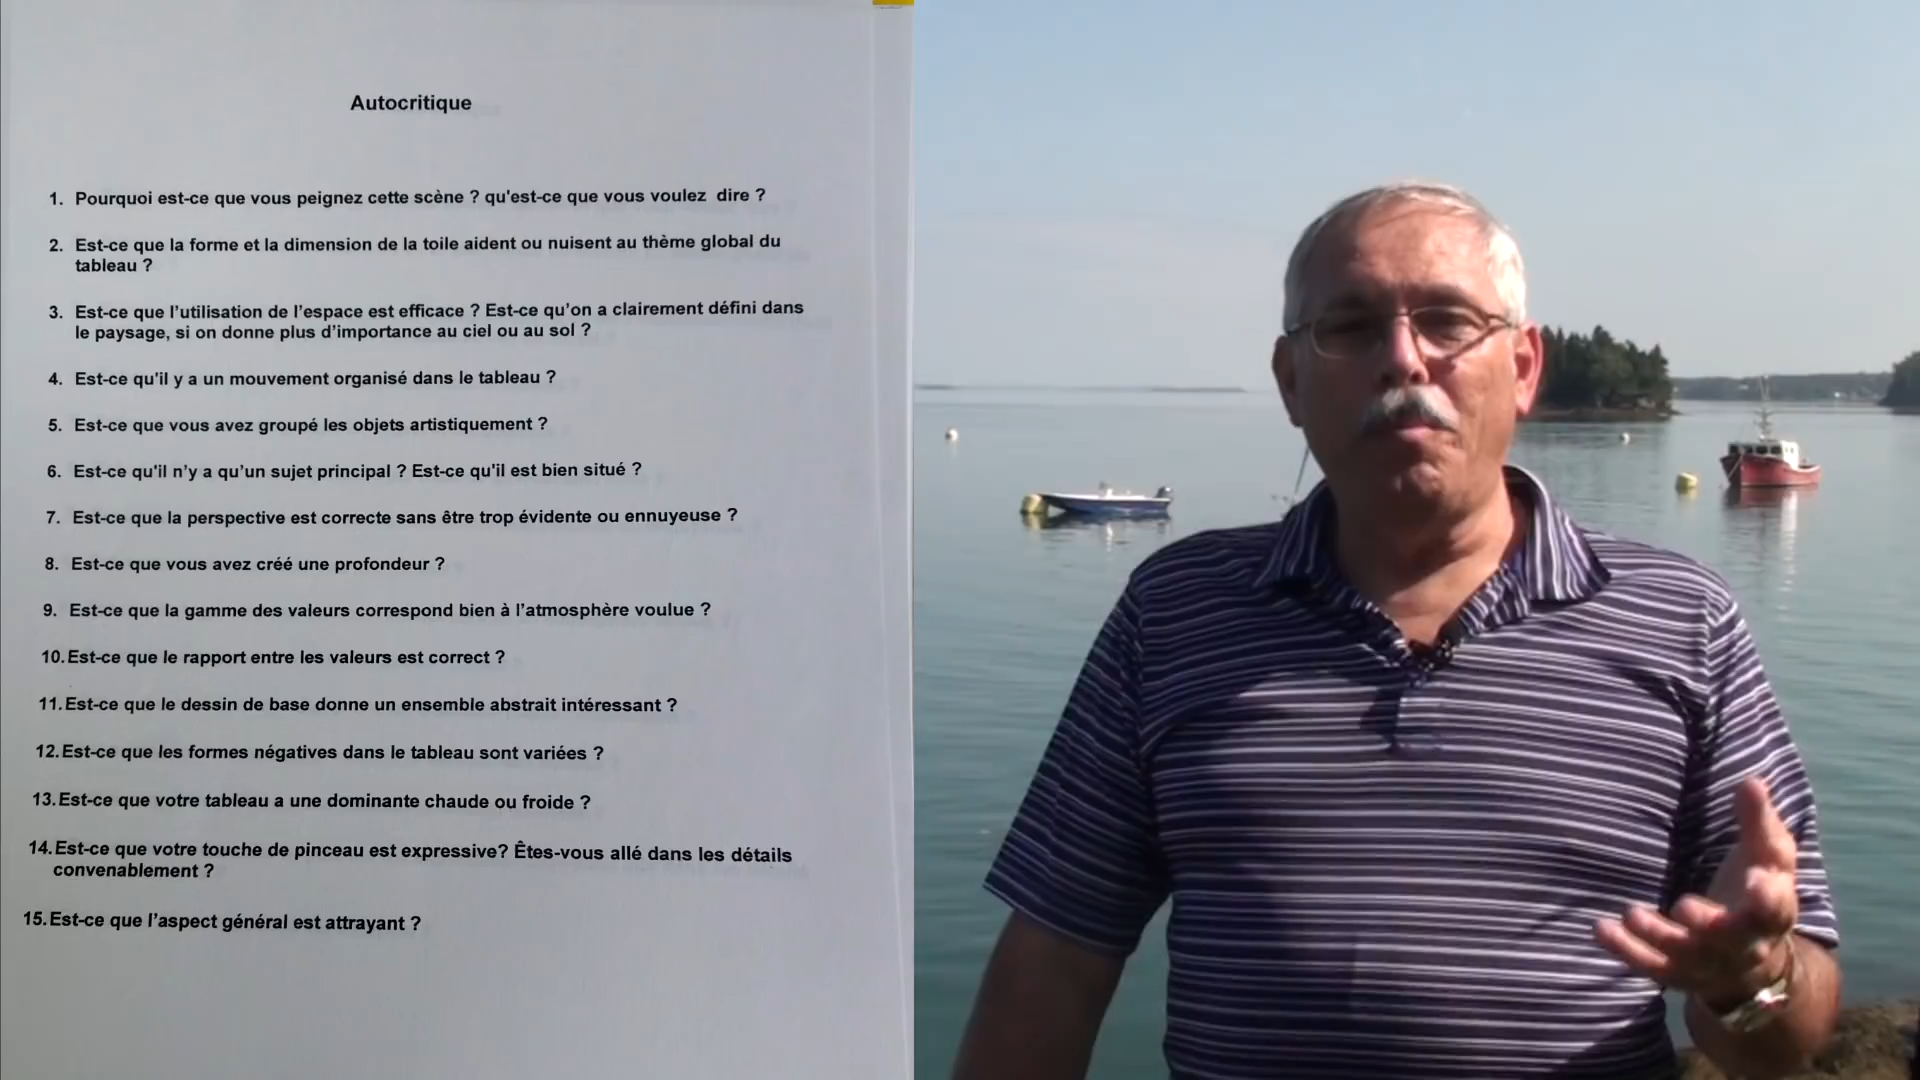 Autocritique
1. Pourquoi est-ce que vous peignez cette scène ? qu'est-ce que vous voulez dire ?
2. Est-ce que la forme et la dimension de la toile aident ou nuisent au thème global du
tableau ?
3. Est-ce que l'utilisation de l'espace est efficace ? Est-ce qu'on a clairement défini dans
le paysage, si on donne plus d'importance au ciel ou au sol ?
4. Est-ce qu'il y a un mouvement organisé dans le tableau ?
5. Est-ce que vous avez groupé les objets artistiquement ?
6. Est-ce qu'il n'y a qu'un sujet principal ? Est-ce qu'il est bien situé ?
7. Est-ce que la perspective est correcte sans être trop évidente ou ennuyeuse ?
8. Est-ce que vous avez créé une profondeur ?
9. Est-ce que la gamme des valeurs correspond bien à l'atmosphère voulue ?
10. Est-ce que le rapport entre les valeurs est correct ?
11. Est-ce que le dessin de base donne un ensemble abstrait intéressant ?
12. Est-ce que les formes négatives dans le tableau sont variées ?
13. Est-ce que votre tableau a une dominante chaude ou froide ?
14. Est-ce que votre touche de pinceau est expressive? Êtes-vous allé dans les détails
convenablement ?
15. Est-ce que l'aspect général est attrayant ?